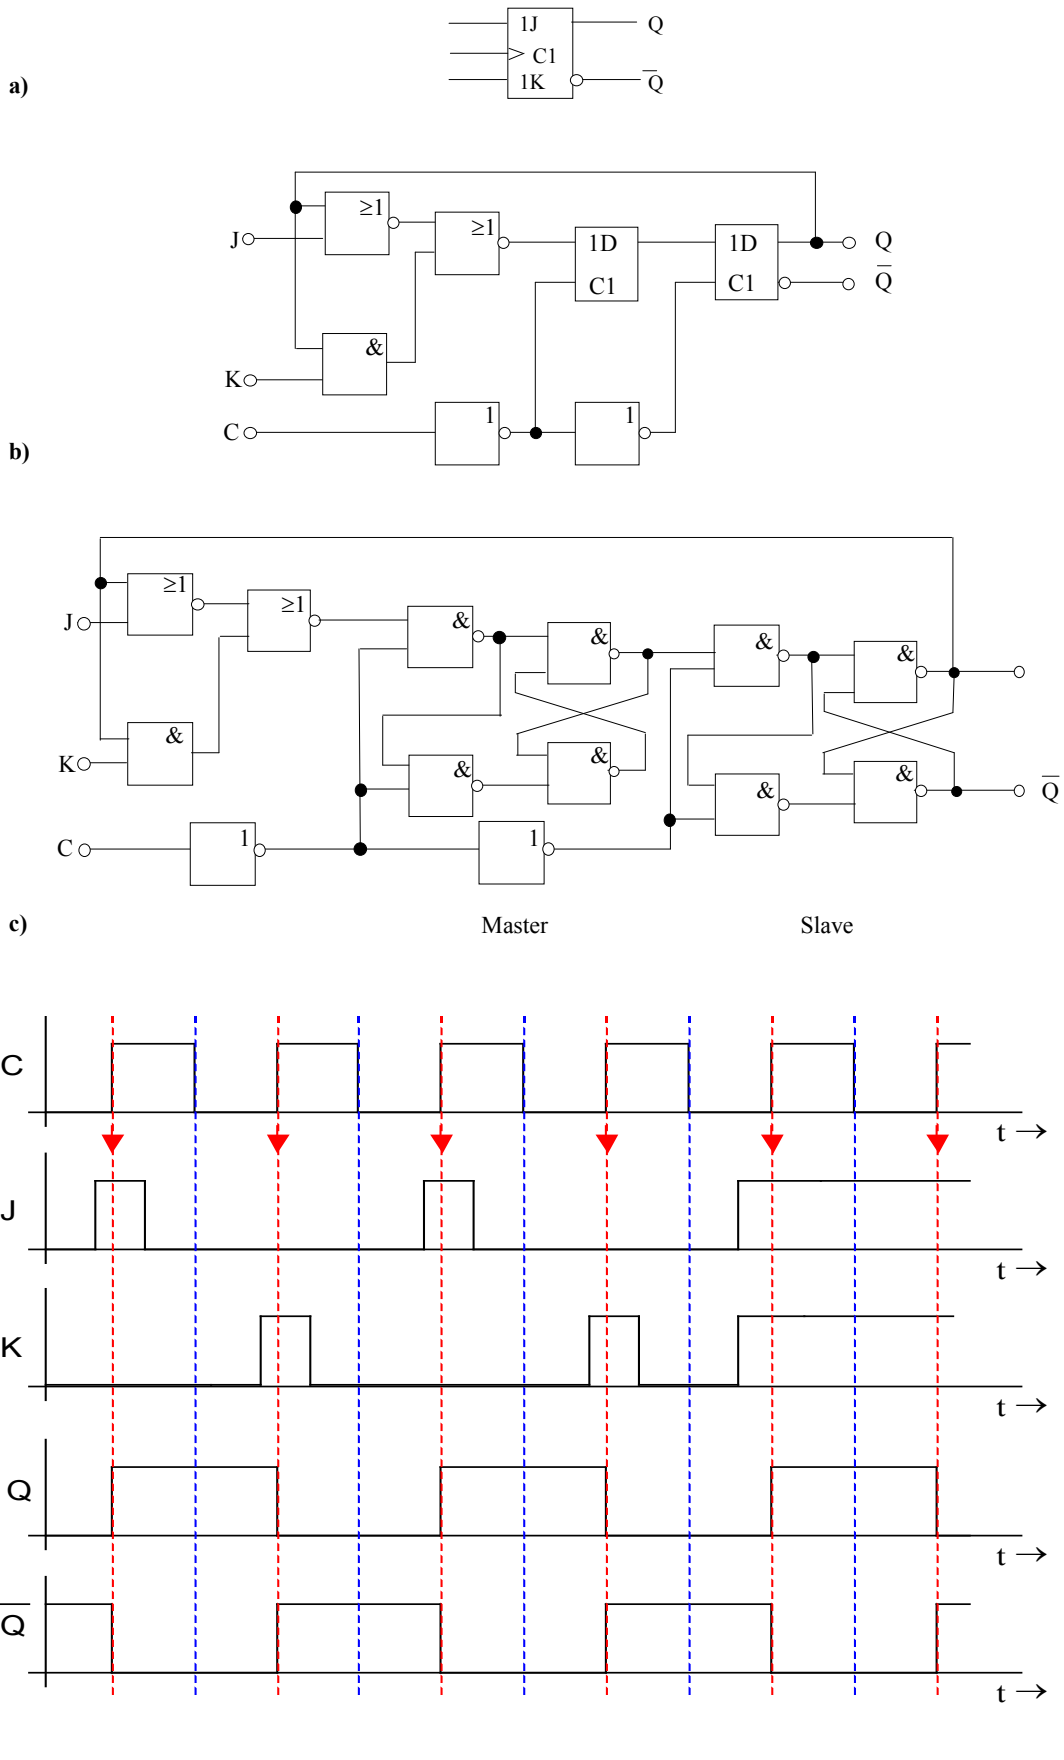 1J Q
C1
1K Q̅
a)
≥1
≥1
J 1D 1D Q
C1 C1 Q̅
&
K
C 1 1
b)
≥1
≥1
J & & & &
& K & & & &
Q̅
C 1 1
c) Master Slave
C
t →
J
t →
K
t →
Q
t →
Q̅
t →